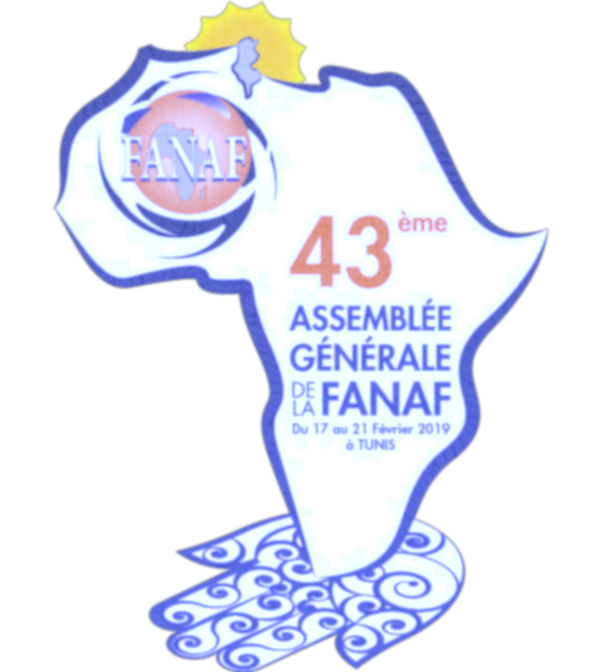 FANAF
43ème
ASSEMBLÉE
GÉNÉRALE
DE LA FANAF
Du 17 au 21 Février 2019
à TUNIS